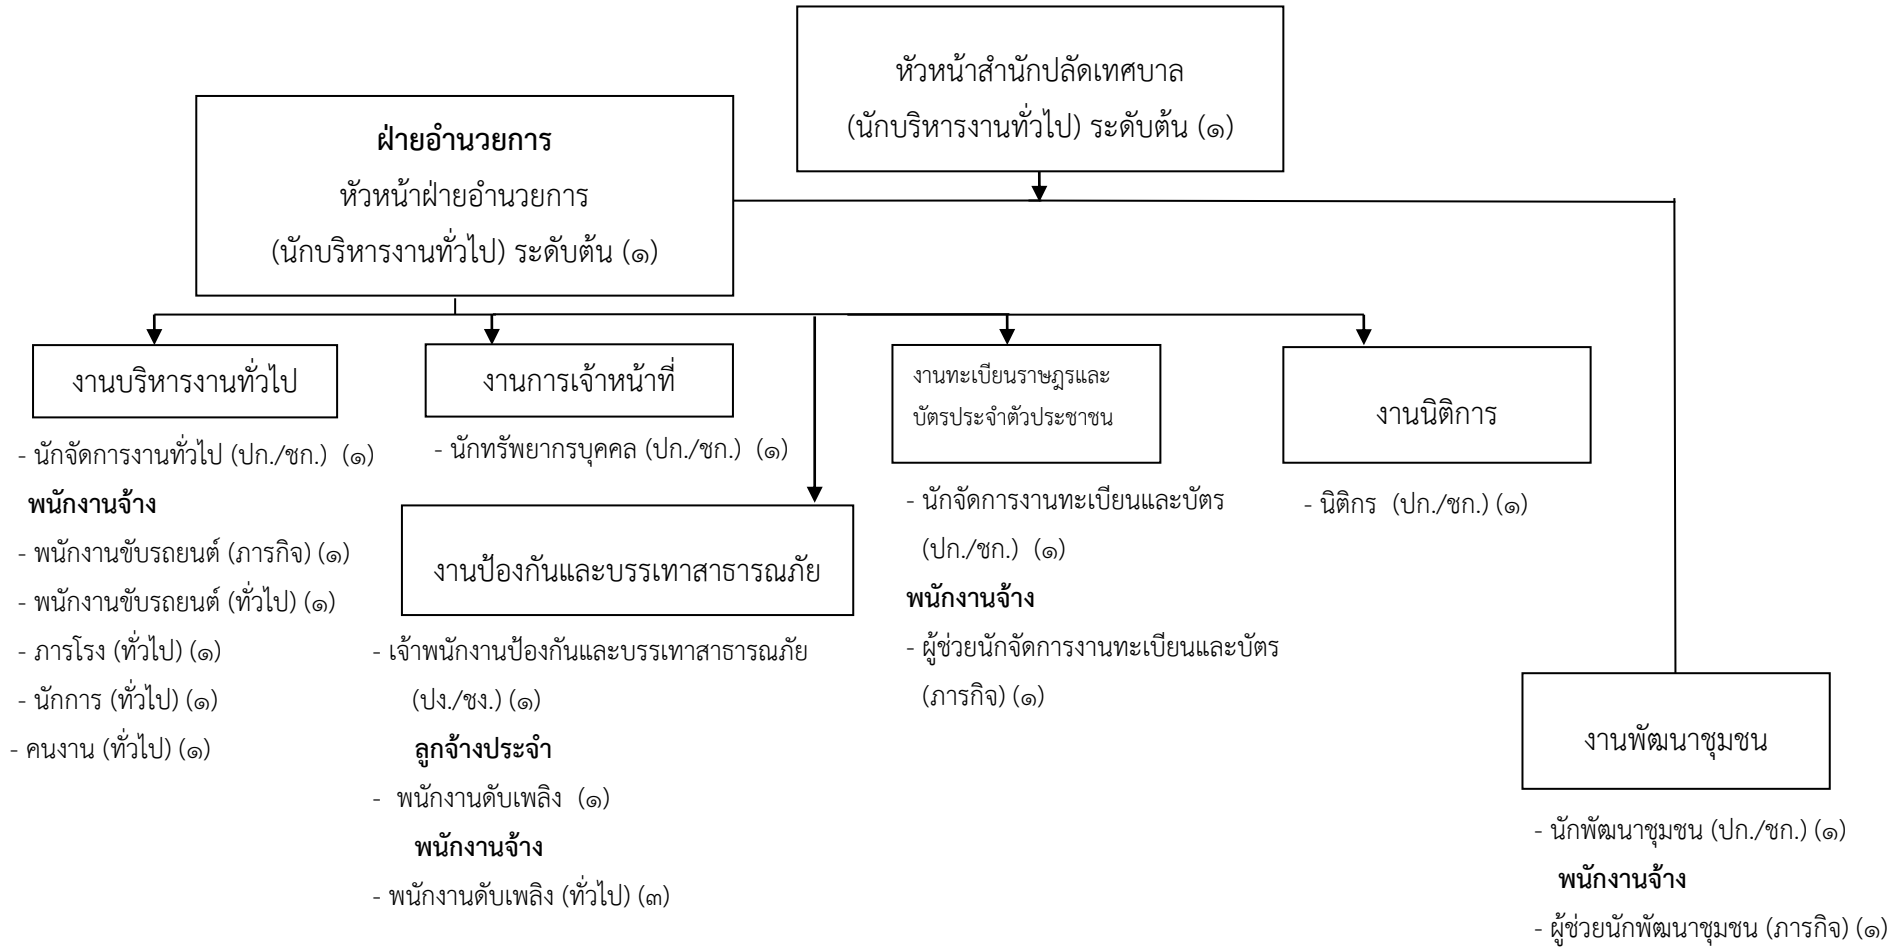 หัวหน้าสำนักปลัดเทศบาล
(นักบริหารงานทั่วไป) ระดับต้น (๑)
ฝ่ายอำนวยการ
หัวหน้าฝ่ายอำนวยการ
(นักบริหารงานทั่วไป) ระดับต้น (๑)
งานบริหารงานทั่วไป
- นักจัดการงานทั่วไป (ปก./ชก.) (๑)
พนักงานจ้าง
- พนักงานขับรถยนต์ (ภารกิจ) (๑)
- พนักงานขับรถยนต์ (ทั่วไป) (๑)
- ภารโรง (ทั่วไป) (๑)
- นักการ (ทั่วไป) (๑)
- คนงาน (ทั่วไป) (๑)
งานการเจ้าหน้าที่
- นักทรัพยากรบุคคล (ปก./ชก.) (๑)
งานป้องกันและบรรเทาสาธารณภัย
- เจ้าพนักงานป้องกันและบรรเทาสาธารณภัย
(ปง./ชง.) (๑)
ลูกจ้างประจำ
- พนักงานดับเพลิง (๑)
พนักงานจ้าง
- พนักงานดับเพลิง (ทั่วไป) (๓)
งานทะเบียนราษฎรและ
บัตรประจำตัวประชาชน
- นักจัดการงานทะเบียนและบัตร
(ปก./ชก.) (๑)
พนักงานจ้าง
- ผู้ช่วยนักจัดการงานทะเบียนและบัตร
(ภารกิจ) (๑)
งานนิติการ
- นิติกร (ปก./ชก.) (๑)
งานพัฒนาชุมชน
- นักพัฒนาชุมชน (ปก./ชก.) (๑)
พนักงานจ้าง
- ผู้ช่วยนักพัฒนาชุมชน (ภารกิจ) (๑)